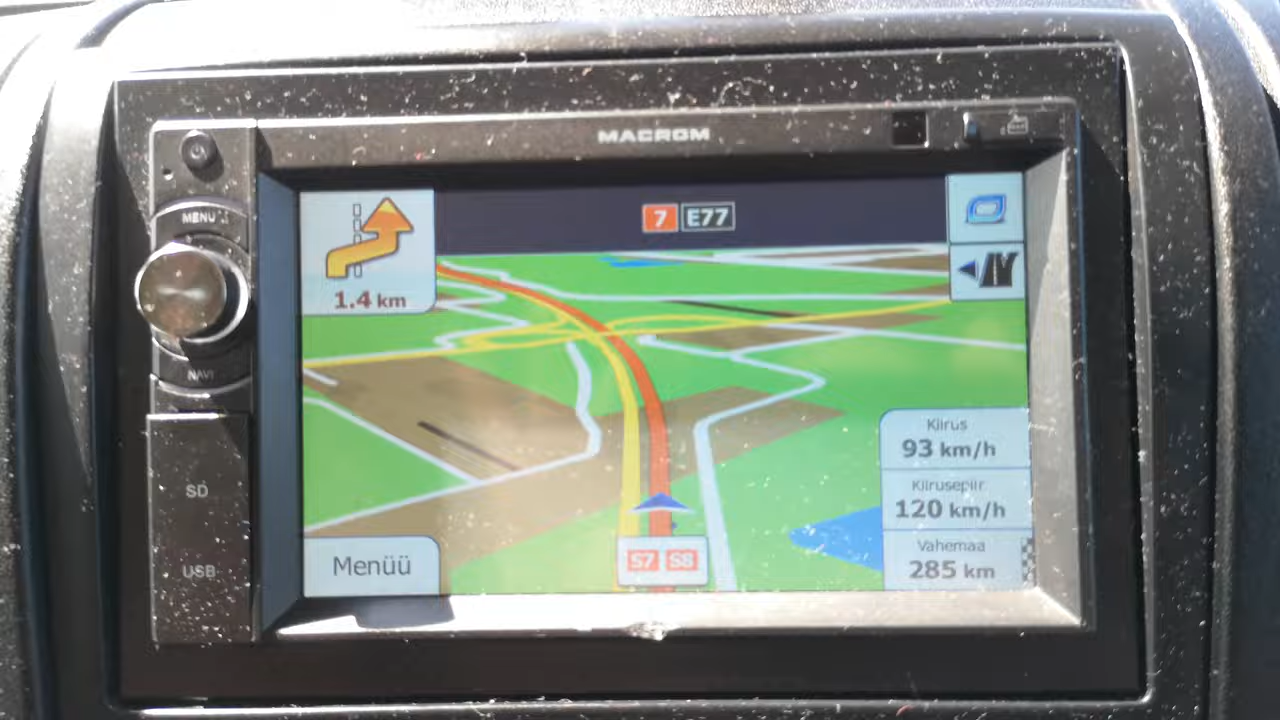 MACROM
MENU
7 E77
1.4 km
NAVI
Kiirus
93 km/h
Kiirusepiir
120 km/h
SD
Vahemaa
285 km
S7 S8
Menüü
USB